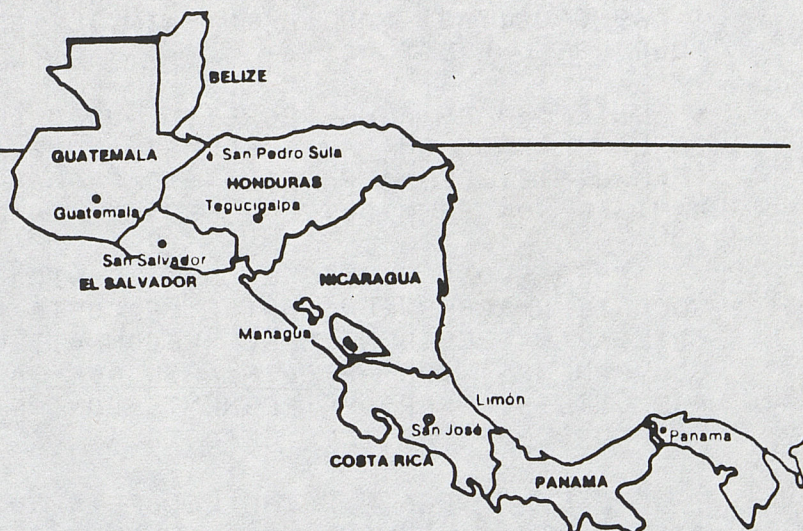 BELIZE
GUATEMALA
San Pedro Sula
HONDURAS
Guatemala
Tegucigalpa
San Salvador
EL SALVADOR
NICARAGUA
Managua
Limón
San José
Panama
COSTA RICA
PANAMA